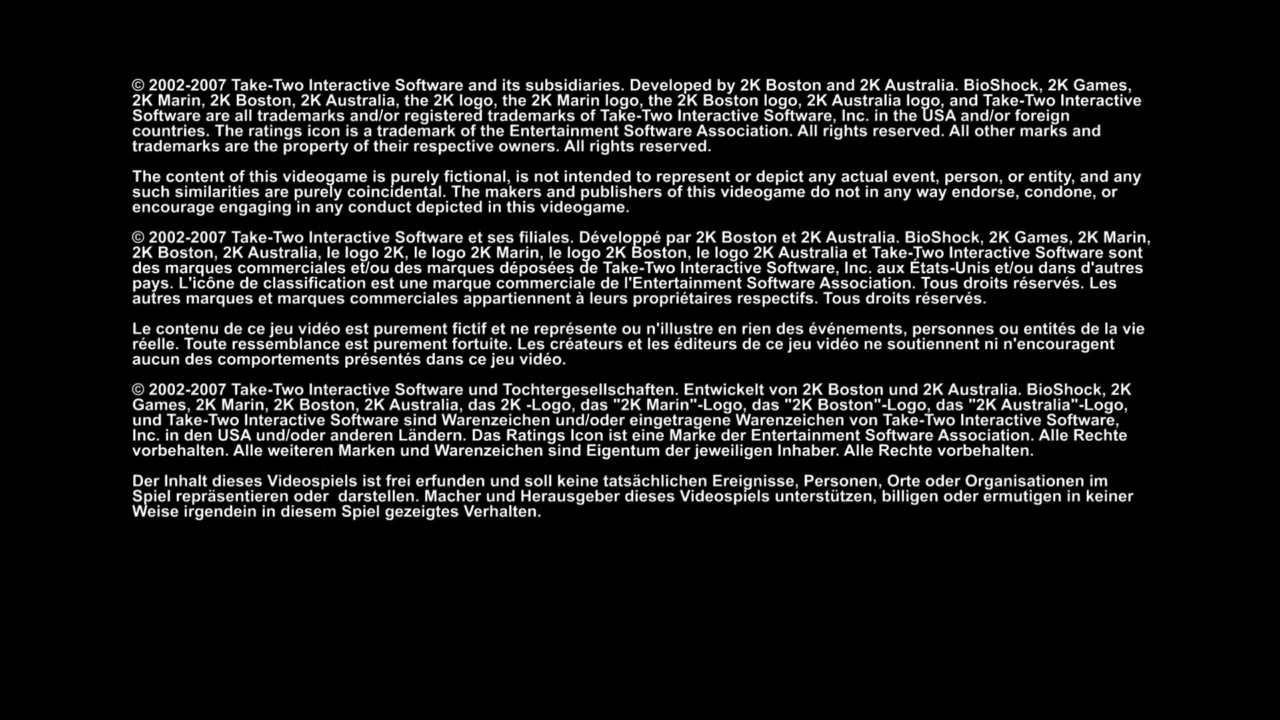 © 2002-2007 Take-Two Interactive Software and its subsidiaries. Developed by 2K Boston and 2K Australia. BioShock, 2K Games,
2K Marin, 2K Boston, 2K Australia, the 2K logo, the 2K Marin logo, the 2K Boston logo, 2K Australia logo, and Take-Two Interactive
Software are all trademarks and/or registered trademarks of Take-Two Interactive Software, Inc. in the USA and/or foreign
countries. The ratings icon is a trademark of the Entertainment Software Association. All rights reserved. All other marks and
trademarks are the property of their respective owners. All rights reserved.
The content of this videogame is purely fictional, is not intended to represent or depict any actual event, person, or entity, and any
such similarities are purely coincidental. The makers and publishers of this videogame do not in any way endorse, condone, or
encourage engaging in any conduct depicted in this videogame.
© 2002-2007 Take-Two Interactive Software et ses filiales. Développé par 2K Boston et 2K Australia. BioShock, 2K Games, 2K Marin,
2K Boston, 2K Australia, le logo 2K, le logo 2K Marin, le logo 2K Boston, le logo 2K Australia et Take-Two Interactive Software sont
des marques commerciales et/ou des marques déposées de Take-Two Interactive Software, Inc. aux États-Unis et/ou dans d'autres
pays. L'icône de classification est une marque commerciale de l'Entertainment Software Association. Tous droits réservés. Les
autres marques et marques commerciales appartiennent à leurs propriétaires respectifs. Tous droits réservés.
Le contenu de ce jeu vidéo est purement fictif et ne représente ou n'illustre en rien des événements, personnes ou entités de la vie
réelle. Toute ressemblance est purement fortuite. Les créateurs et les éditeurs de ce jeu vidéo ne soutiennent ni n'encouragent
aucun des comportements présentés dans ce jeu vidéo.
© 2002-2007 Take-Two Interactive Software und Tochtergesellschaften. Entwickelt von 2K Boston und 2K Australia. BioShock, 2K
Games, 2K Marin, 2K Boston, 2K Australia, das 2K -Logo, das "2K Marin"-Logo, das "2K Boston"-Logo, das "2K Australia"-Logo,
und Take-Two Interactive Software sind Warenzeichen und/oder eingetragene Warenzeichen von Take-Two Interactive Software,
Inc. in den USA und/oder anderen Ländern. Das Ratings Icon ist eine Marke der Entertainment Software Association. Alle Rechte
vorbehalten. Alle weiteren Marken und Warenzeichen sind Eigentum der jeweiligen Inhaber. Alle Rechte vorbehalten.
Der Inhalt dieses Videospiels ist frei erfunden und soll keine tatsächlichen Ereignisse, Personen, Orte oder Organisationen im
Spiel repräsentieren oder  darstellen. Macher und Herausgeber dieses Videospiels unterstützen, billigen oder ermutigen in keiner
Weise irgendein in diesem Spiel gezeigtes Verhalten.